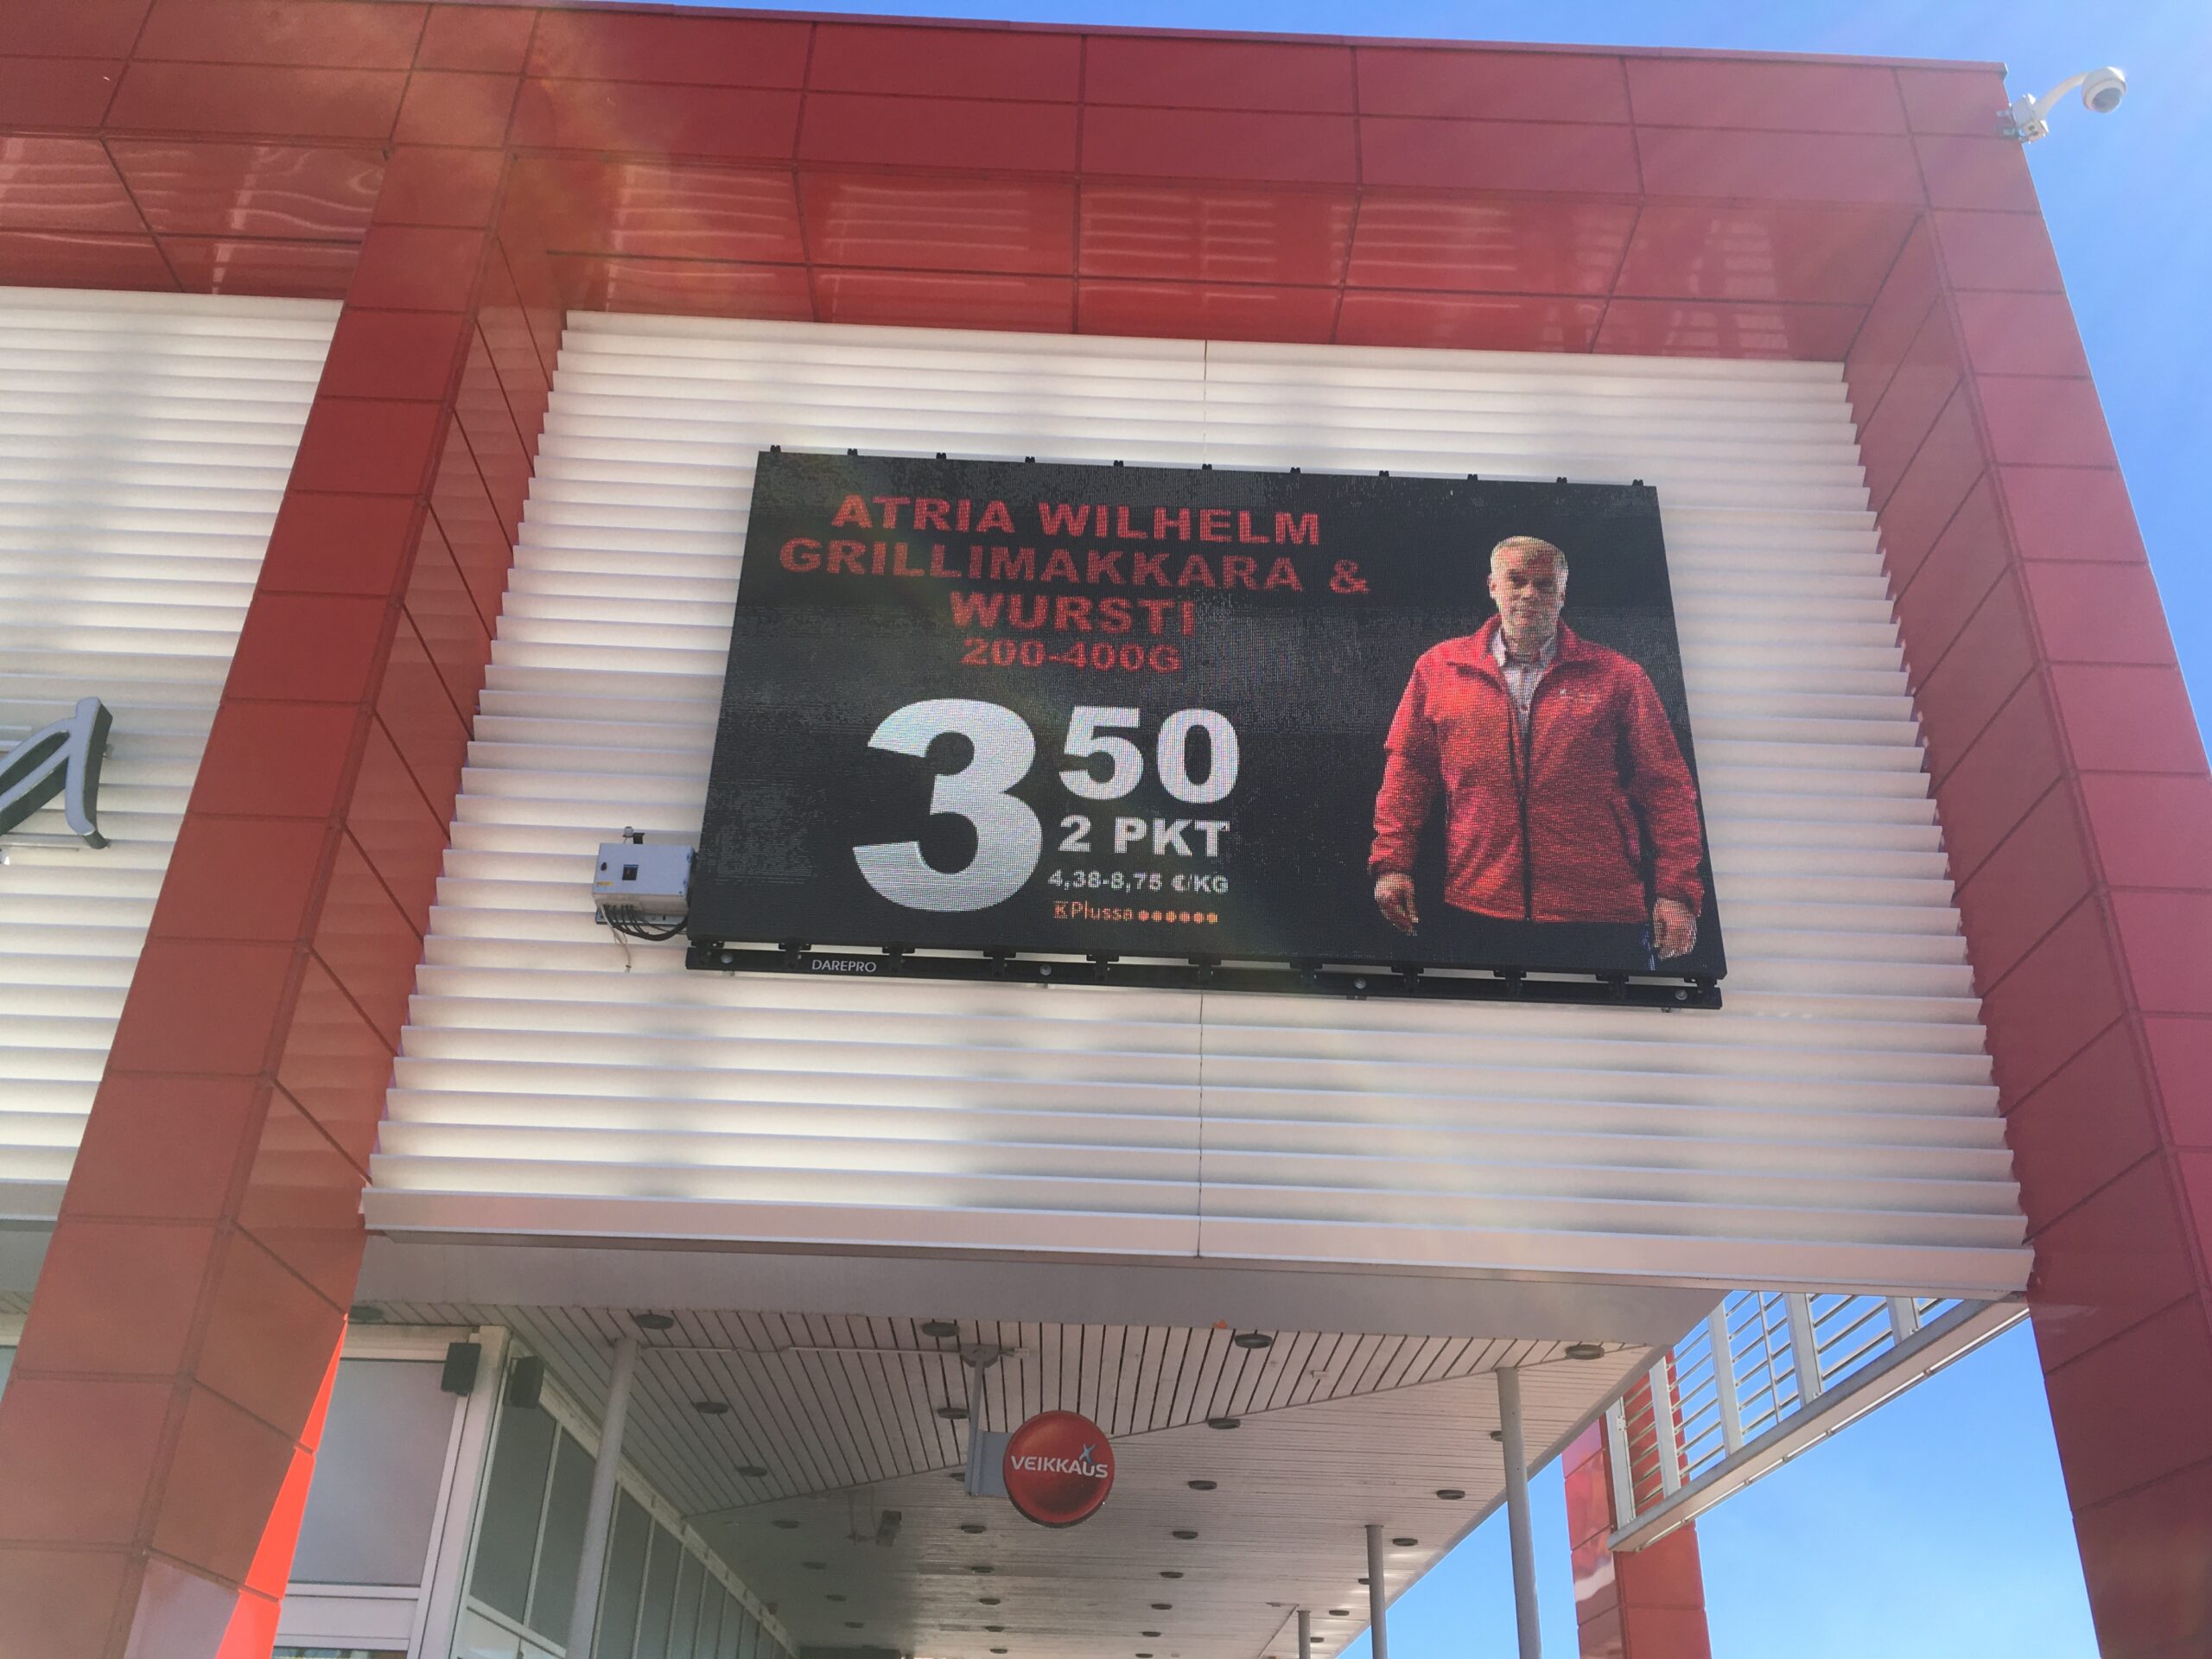 ATRIA WILHELM
GRILLIMAKKARA &
WURSTI
200-400G
3 50
2 PKT
4,38-8,75 €/KG
K Plussa
DAREPRO
VEIKKAUS